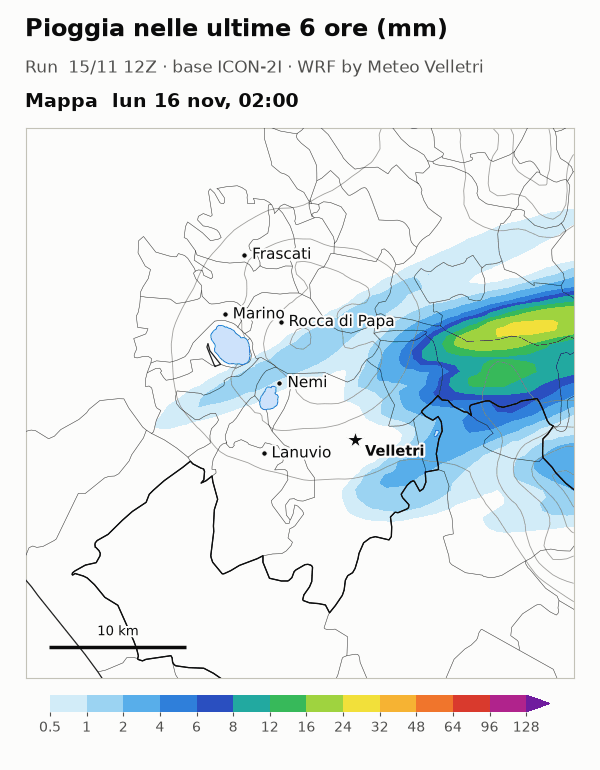 Pioggia nelle ultime 6 ore (mm)
Run  15/11 12Z · base ICON-2I · WRF by Meteo Velletri
Mappa  lun 16 nov, 02:00
Frascati
Marino
Rocca di Papa
Nemi
Velletri
Lanuvio
10 km
0.5 1 2 4 6 8 12 16 24 32 48 64 96 128